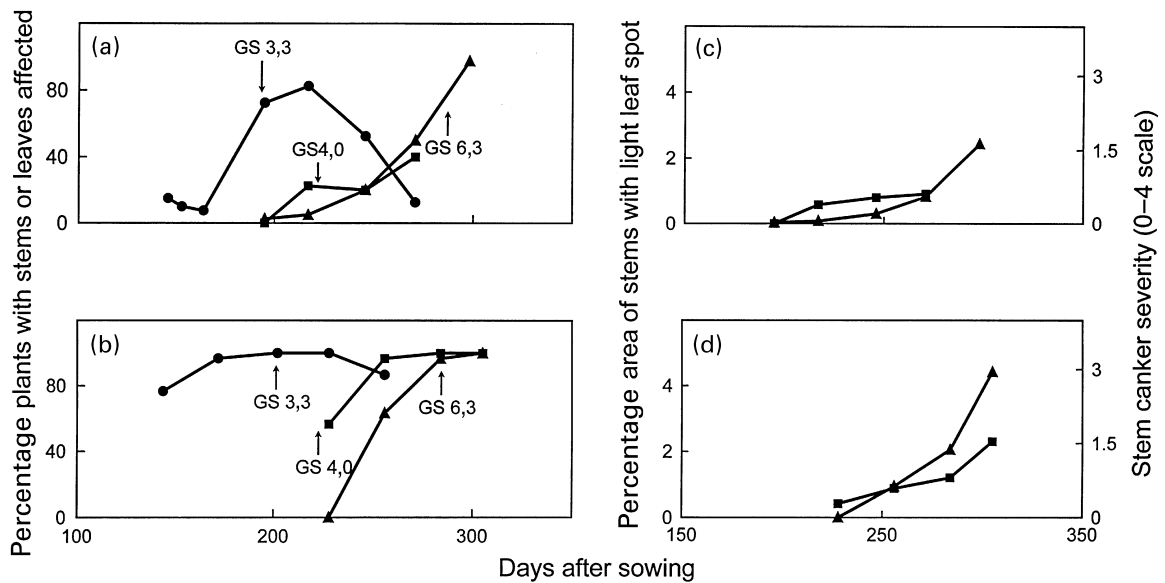 Percentage plants with stems or leaves affected
(a)
GS 3,3
GS4,0
GS 6,3
80
40
0
(b)
GS 3,3
GS 4,0
GS 6,3
80
40
0
100
200
300
Percentage area of stems with light leaf spot
(c)
4
2
0
3
1.5
0
(d)
4
2
0
3
1.5
0
150
250
350
Stem canker severity (0–4 scale)
Days after sowing